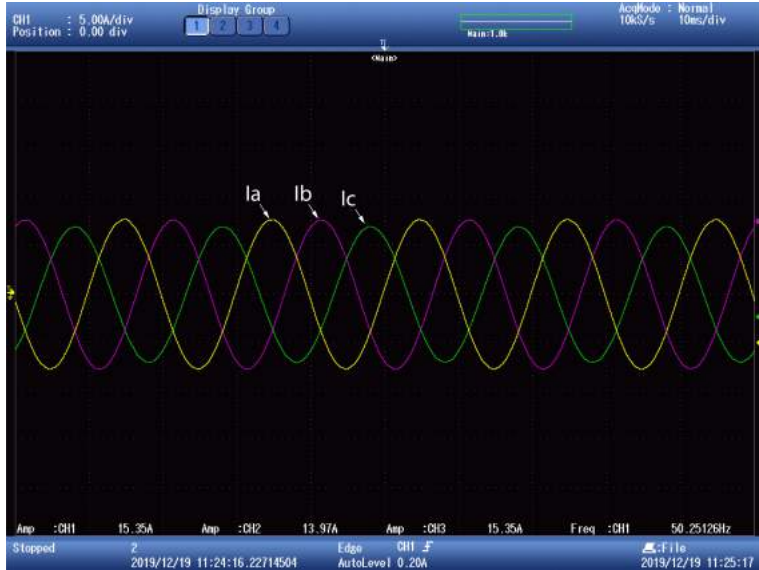 CH1 : 5.00A/div
Position : 0.00 div
Display Group
1 2 3 4
Main:1.0k
AcqMode : Normal
10kS/s 10ms/div
<Main>
Ia Ib Ic
Amp :CH1 15.35A Amp :CH2 13.97A Amp :CH3 15.35A Freq :CH1 50.25126Hz
Stopped 2 Edge CH1 :File
2019/12/19 11:24:16.22714504 AutoLevel 0.20A 2019/12/19 11:25:17